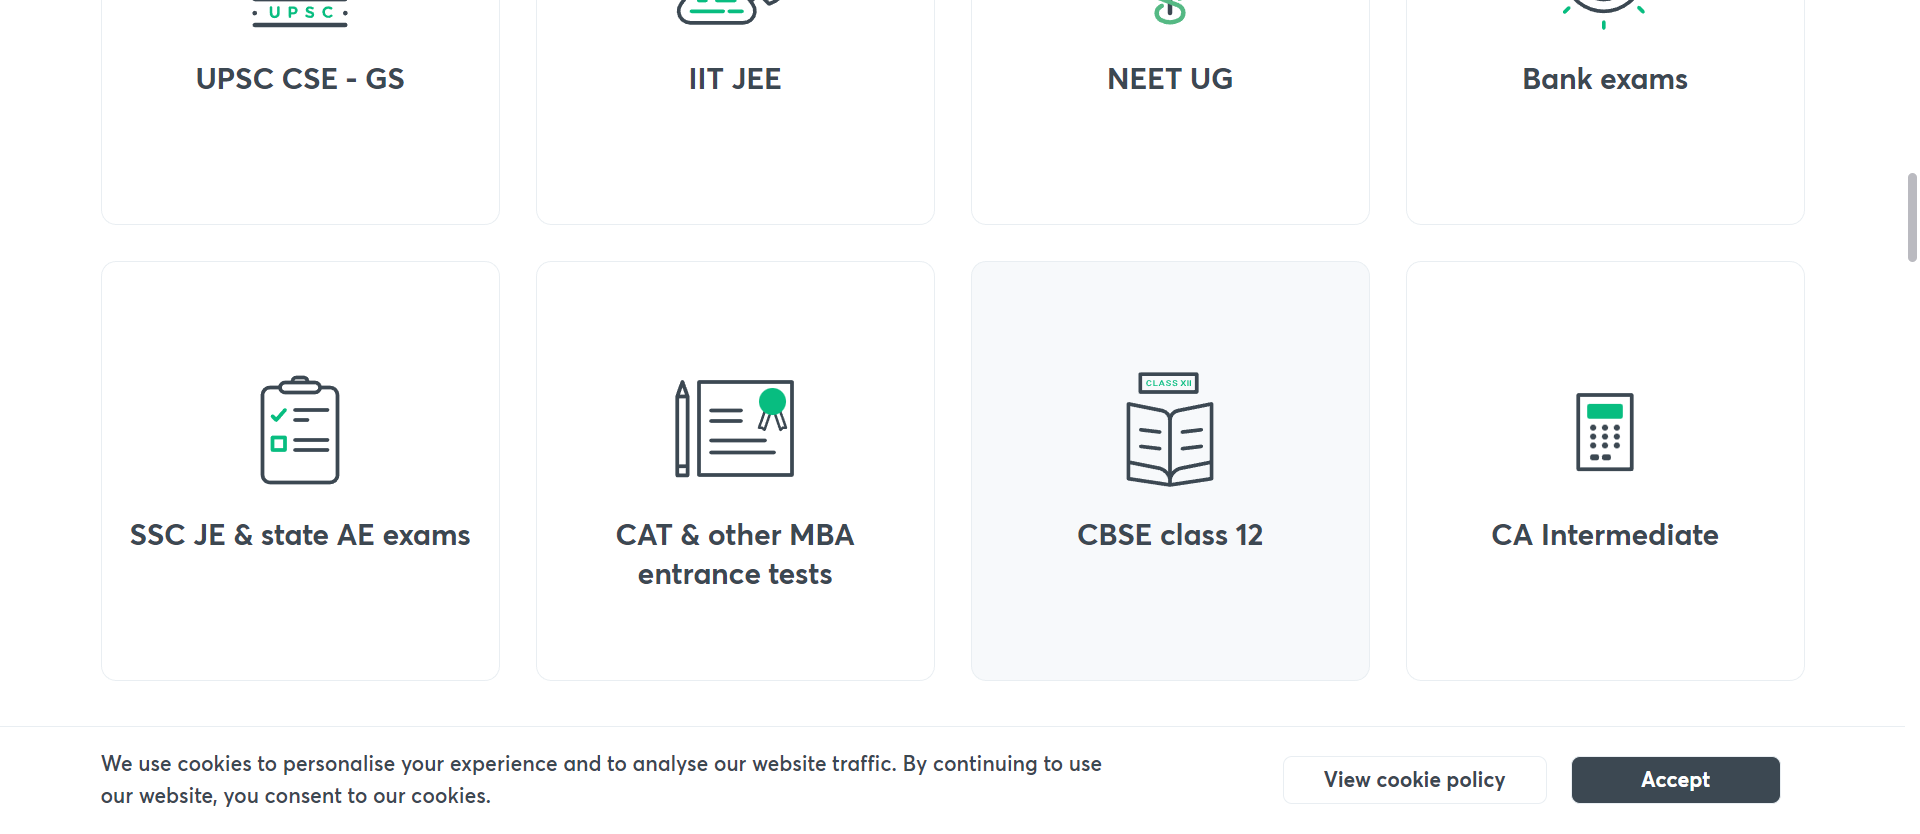 UPSC
UPSC CSE - GS
IIT JEE
NEET UG
Bank exams
SSC JE & state AE exams
CAT & other MBA
entrance tests
CLASS XII
CBSE class 12
CA Intermediate
We use cookies to personalise your experience and to analyse our website traffic. By continuing to use
our website, you consent to our cookies.
View cookie policy
Accept